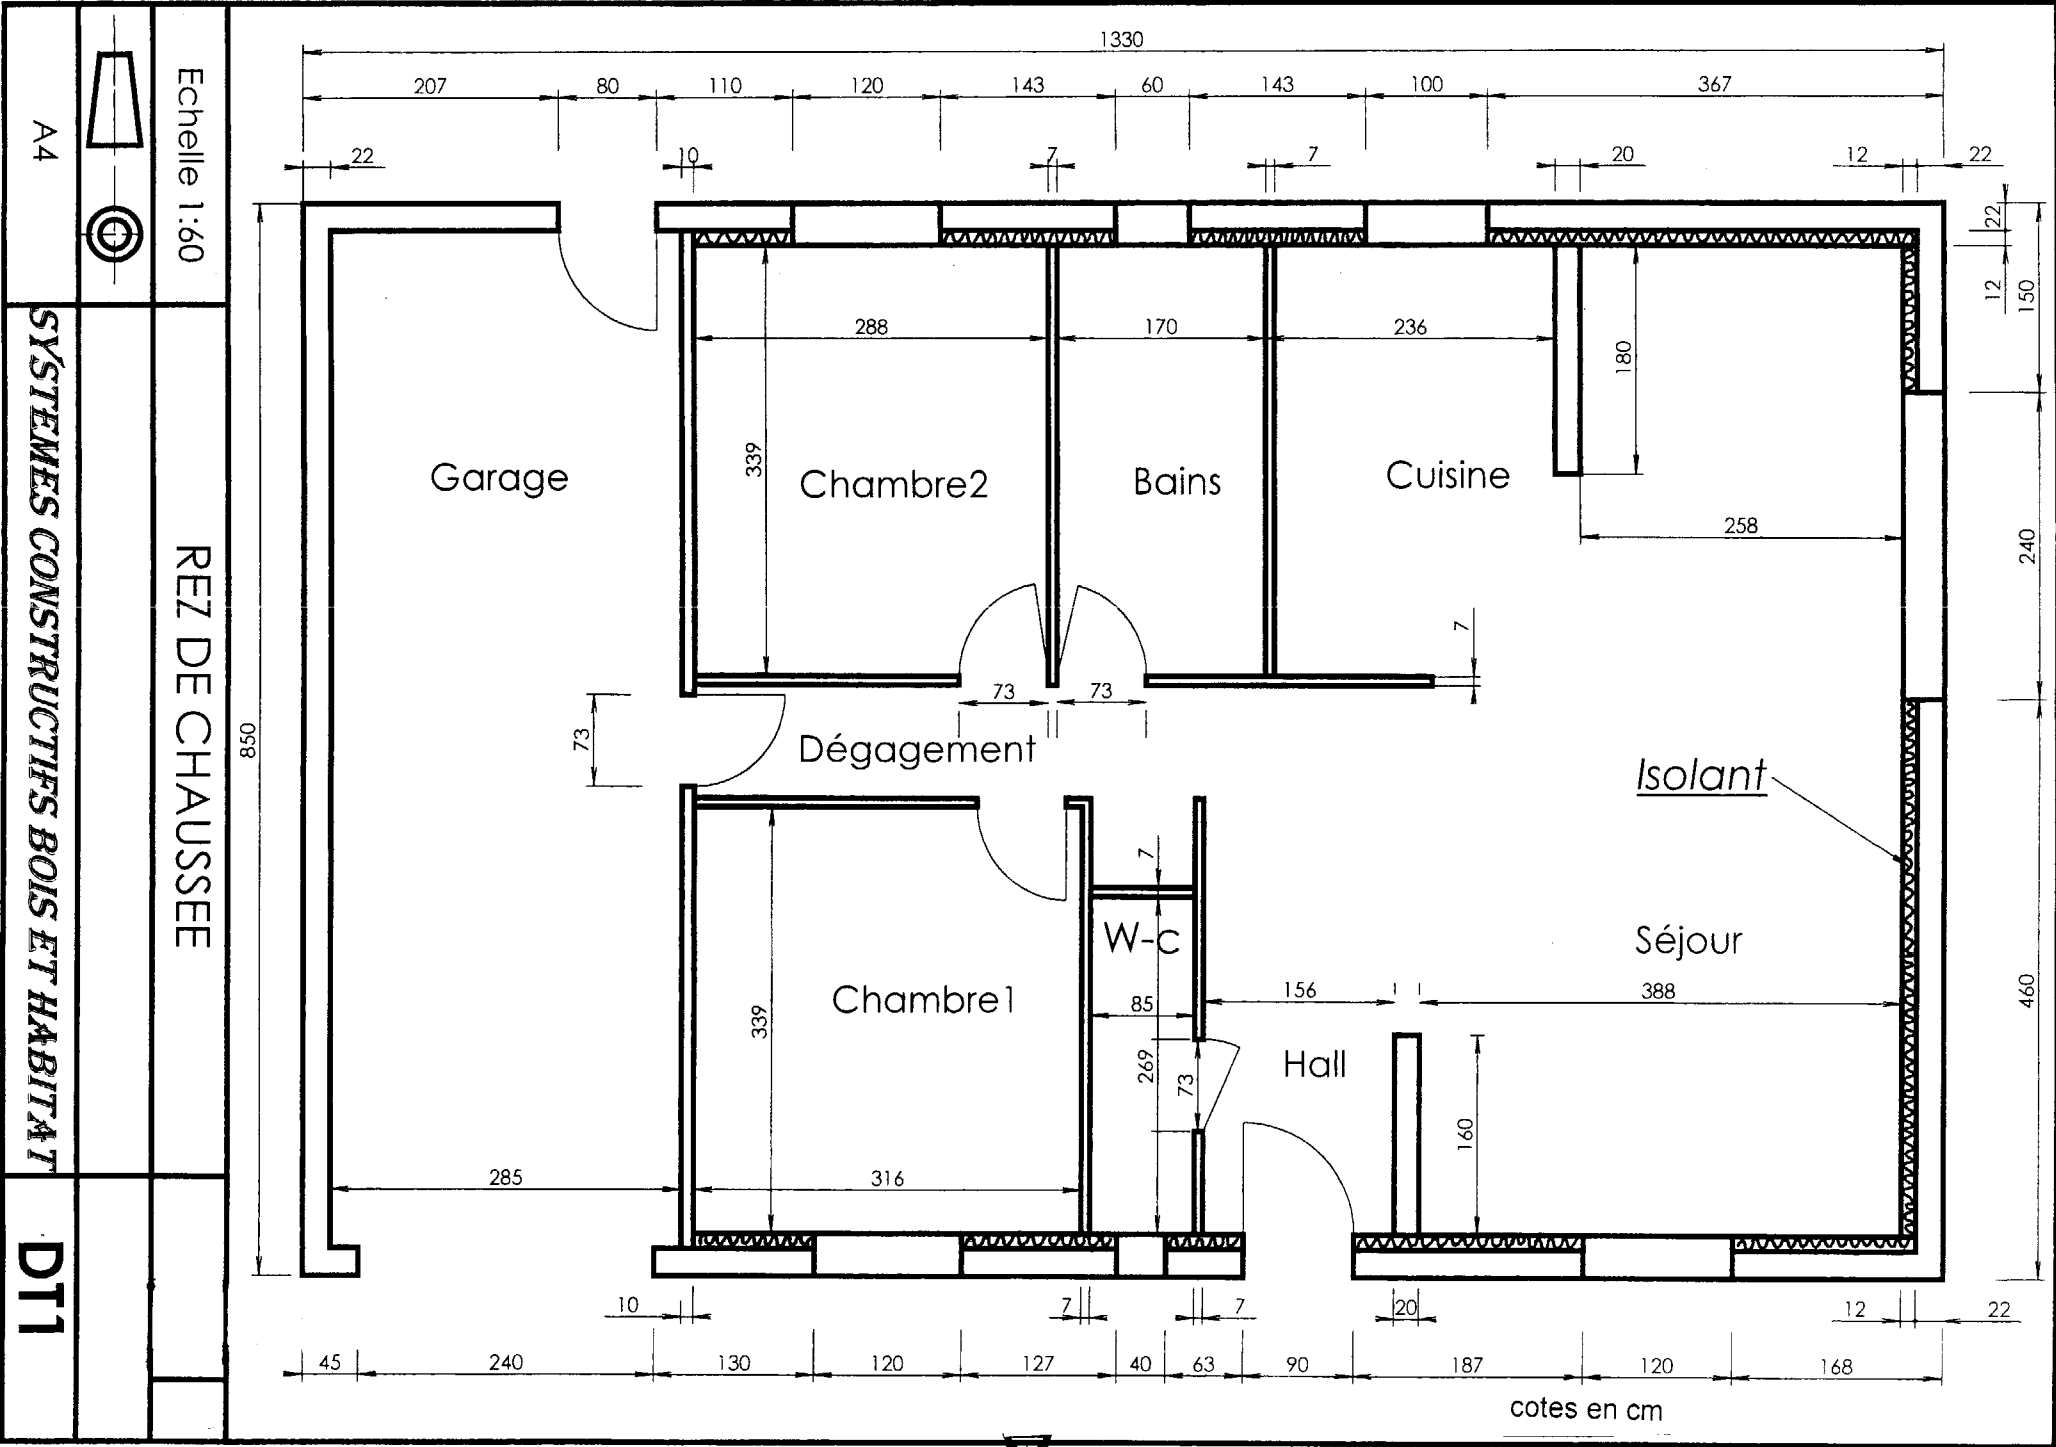 1330
207 80 110 120 143 60 143 100 367
22 10 7 7 20 12 22
22
12
150
240
460
850
288 170 236
339
180
258
Garage
Chambre2
Bains
Cuisine
7
73 73
73
Dégagement
Isolant
7
W-c
Séjour
Chambre1
339
85
156
388
269
73
Hall
160
285
316
10 7 7 20 12 22
45 240 130 120 127 40 63 90 187 120 168
cotes en cm
Echelle 1:60
A4
REZ DE CHAUSSEE
SYSTEMES CONSTRUCTIFS BOIS ET HABITAT
DT1